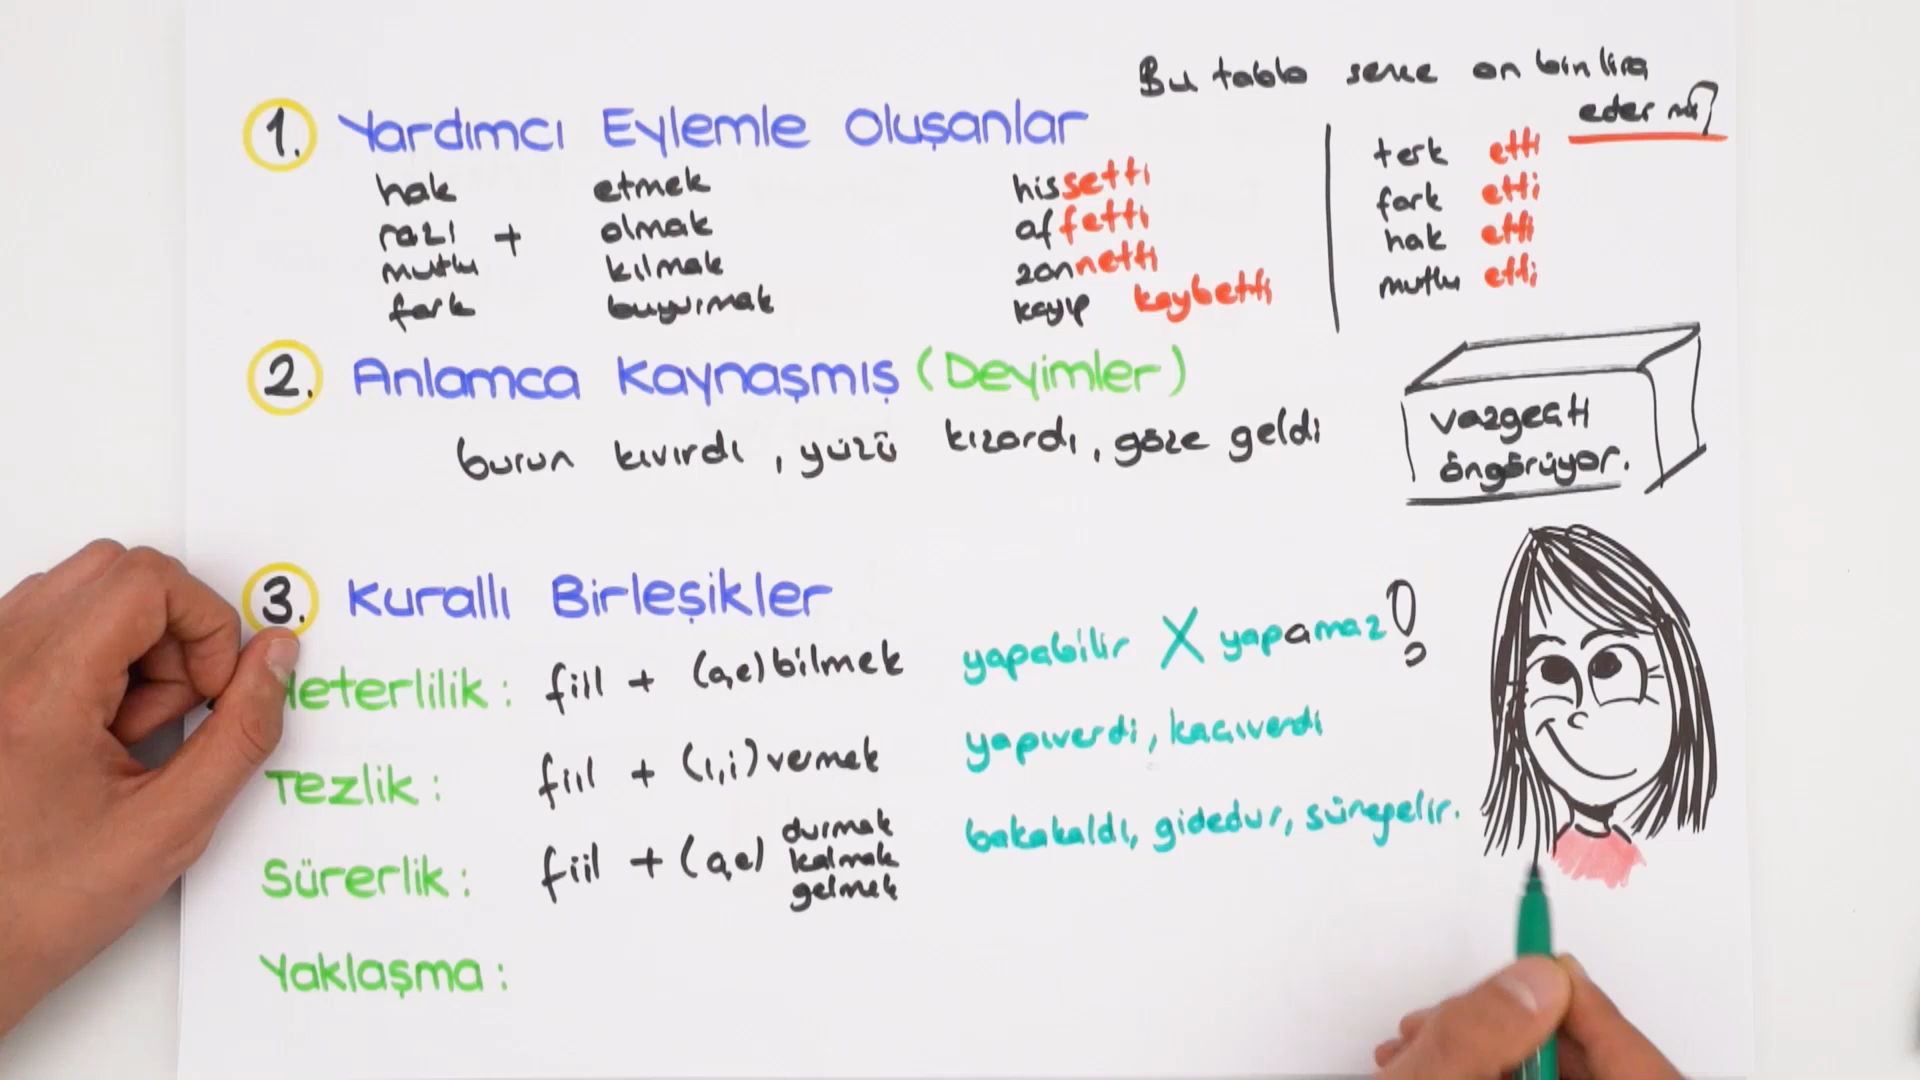 Bu tablo sence on bin lira
eder mi?
1. Yardımcı Eylemle Oluşanlar
hak etmek
razı + olmak
mutlu kılmak
fark buyurmak
hissetti
affetti
zannetti
kayıp kaybetti
terk etti
fark etti
hak etti
mutlu etti
2. Anlamca Kaynaşmış (Deyimler)
burun kıvırdı, yüzü kızardı, göze geldi
vazgeçti
öngörüyor.
3. Kurallı Birleşikler
eterlilik: fiil + (a,e) bilmek yapabilir X yapamaz !
Tezlik: fiil + (ı,i) vermek yapıverdi, kaçıverdi
Sürerlik: fiil + (a,e) durmak
kalmak
gelmek
bakakaldı, gidedur, süregelir.
Yaklaşma: